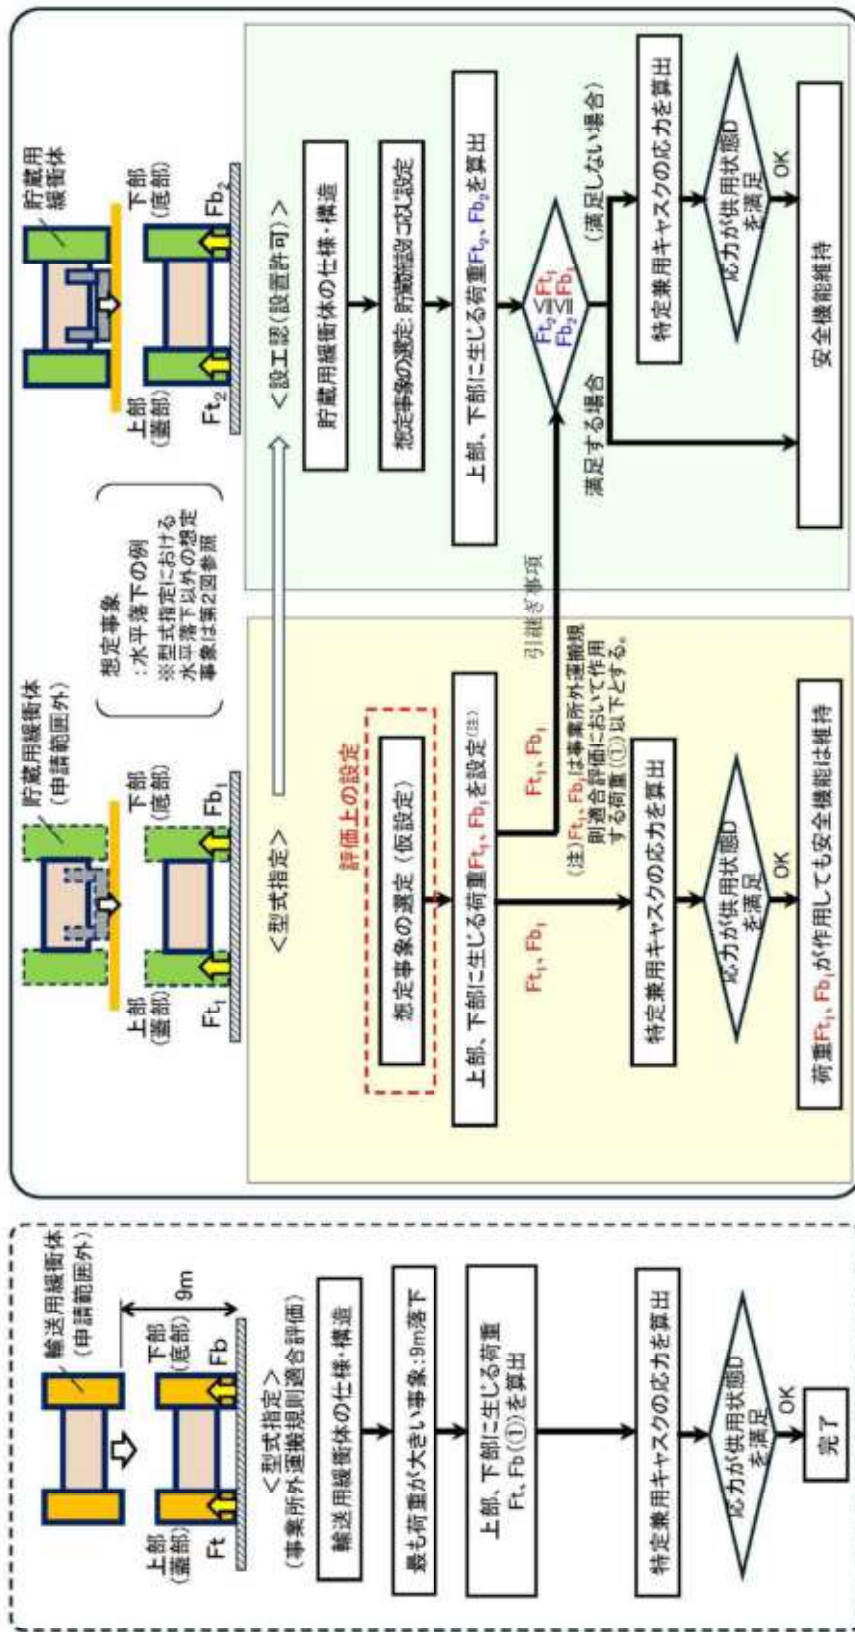 輸送用緩衝体
(申請範囲外)
9m
上部
(蓋部)
下部
(底部)
Ft
Fb
<型式指定>
(事業所外運搬規則適合評価)
輸送用緩衝体の仕様・構造
最も荷重が大きい事象:9m落下
上部、下部に生じる荷重
Ft、Fb(①)を算出
特定兼用キャスクの応力を算出
応力が供用状態D
を満足
OK
完了
貯蔵用緩衝体
(申請範囲外)
上部
(蓋部)
下部
(底部)
Ft₁
Fb₁
<型式指定>
評価上の設定
想定事象の選定(仮設定)
上部、下部に生じる荷重Ft₁、Fb₁を設定(注)
Ft₁、Fb₁
Ft₁、Fb₁
引継ぎ事項
(注)Ft₁、Fb₁は事業所外運搬規
則適合評価において作用
する荷重(①)以下とする。
特定兼用キャスクの応力を算出
応力が供用状態D
を満足
OK
荷重Ft₁、Fb₁が作用しても安全機能は維持
想定事象
:水平落下の例
※型式指定における
水平落下以外の想定
事象は第2回参照
貯蔵用
緩衝体
上部
(蓋部)
下部
(底部)
Ft₂
Fb₂
<設工認(設置許可)>
貯蔵用緩衝体の仕様・構造
想定事象の選定:貯蔵施設に応じ設定
上部、下部に生じる荷重Ft₂、Fb₂を算出
Ft₂≦Ft₁
Fb₂≦Fb₁
満足する場合
(満足しない場合)
特定兼用キャスクの応力を算出
応力が供用状態D
を満足
OK
安全機能維持